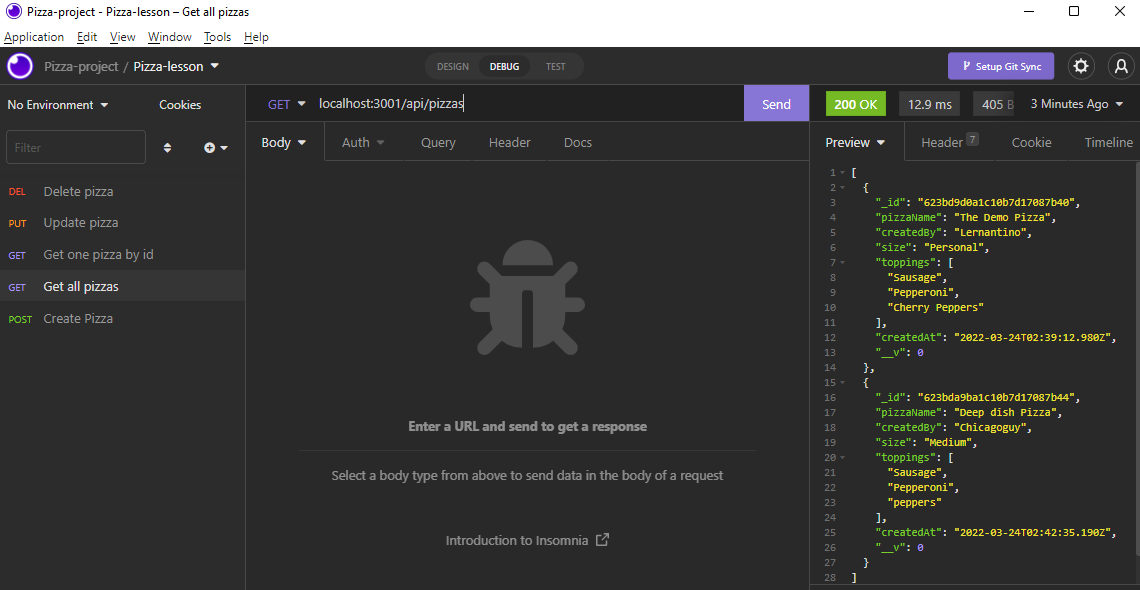 Pizza-project - Pizza-lesson – Get all pizzas
Application Edit View Window Tools Help
Pizza-project / Pizza-lesson
DESIGN DEBUG TEST
Setup Git Sync
No Environment Cookies
Filter
DEL Delete pizza
PUT Update pizza
GET Get one pizza by id
GET Get all pizzas
POST Create Pizza
GET localhost:3001/api/pizzas Send
Body Auth Query Header Docs
Enter a URL and send to get a response
Select a body type from above to send data in the body of a request
Introduction to Insomnia
200 OK 12.9 ms 405 B 3 Minutes Ago
Preview Header 7 Cookie Timeline
1 [
2 {
3 "_id": "623bd9d0a1c10b7d17087b40",
4 "pizzaName": "The Demo Pizza",
5 "createdBy": "Lernantino",
6 "size": "Personal",
7 "toppings": [
8 "Sausage",
9 "Pepperoni",
10 "Cherry Peppers"
11 ],
12 "createdAt": "2022-03-24T02:39:12.980Z",
13 "__v": 0
14 },
15 {
16 "_id": "623bda9ba1c10b7d17087b44",
17 "pizzaName": "Deep dish Pizza",
18 "createdBy": "Chicagoguy",
19 "size": "Medium",
20 "toppings": [
21 "Sausage",
22 "Pepperoni",
23 "peppers"
24 ],
25 "createdAt": "2022-03-24T02:42:35.190Z",
26 "__v": 0
27 }
28 ]